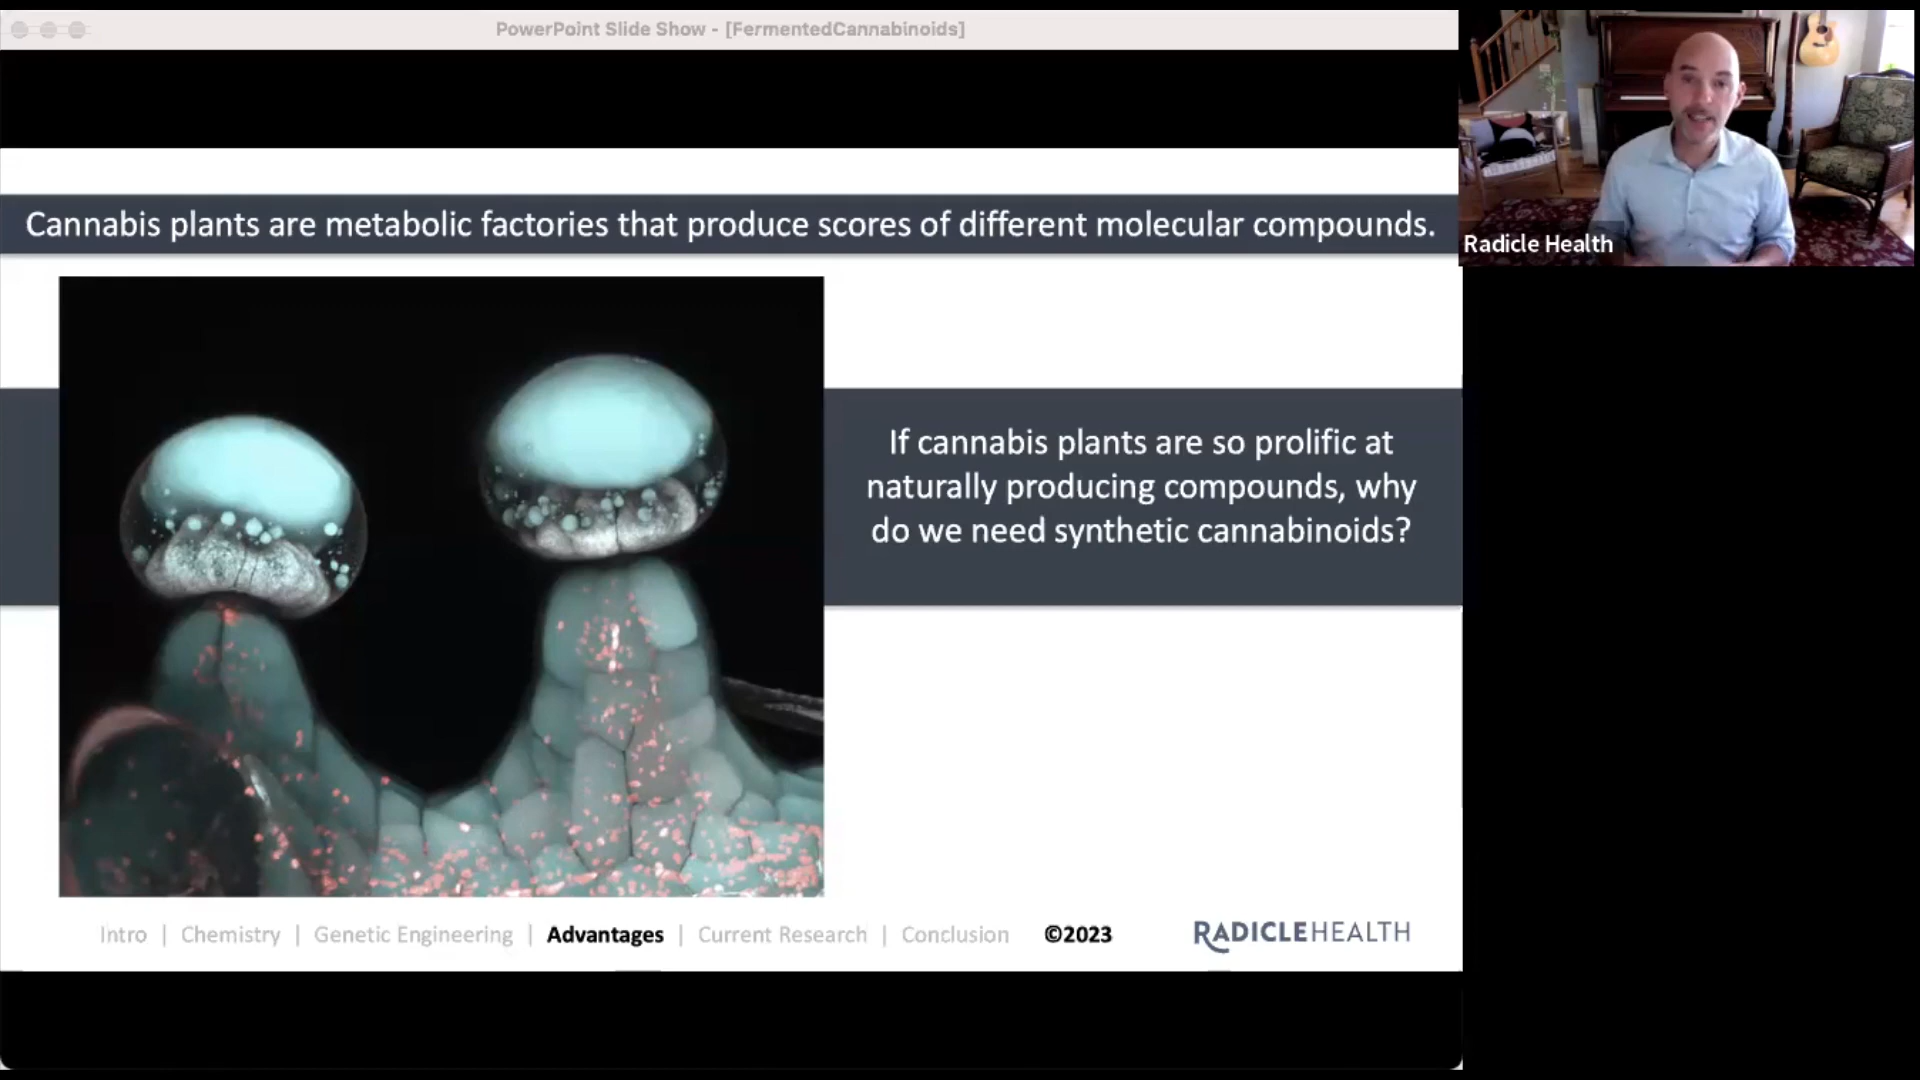 PowerPoint Slide Show - [FermentedCannabinoids]
Cannabis plants are metabolic factories that produce scores of different molecular compounds.
Radicle Health
If cannabis plants are so prolific at
naturally producing compounds, why
do we need synthetic cannabinoids?
Intro | Chemistry | Genetic Engineering | Advantages | Current Research | Conclusion ©2023 RADICLEHEALTH